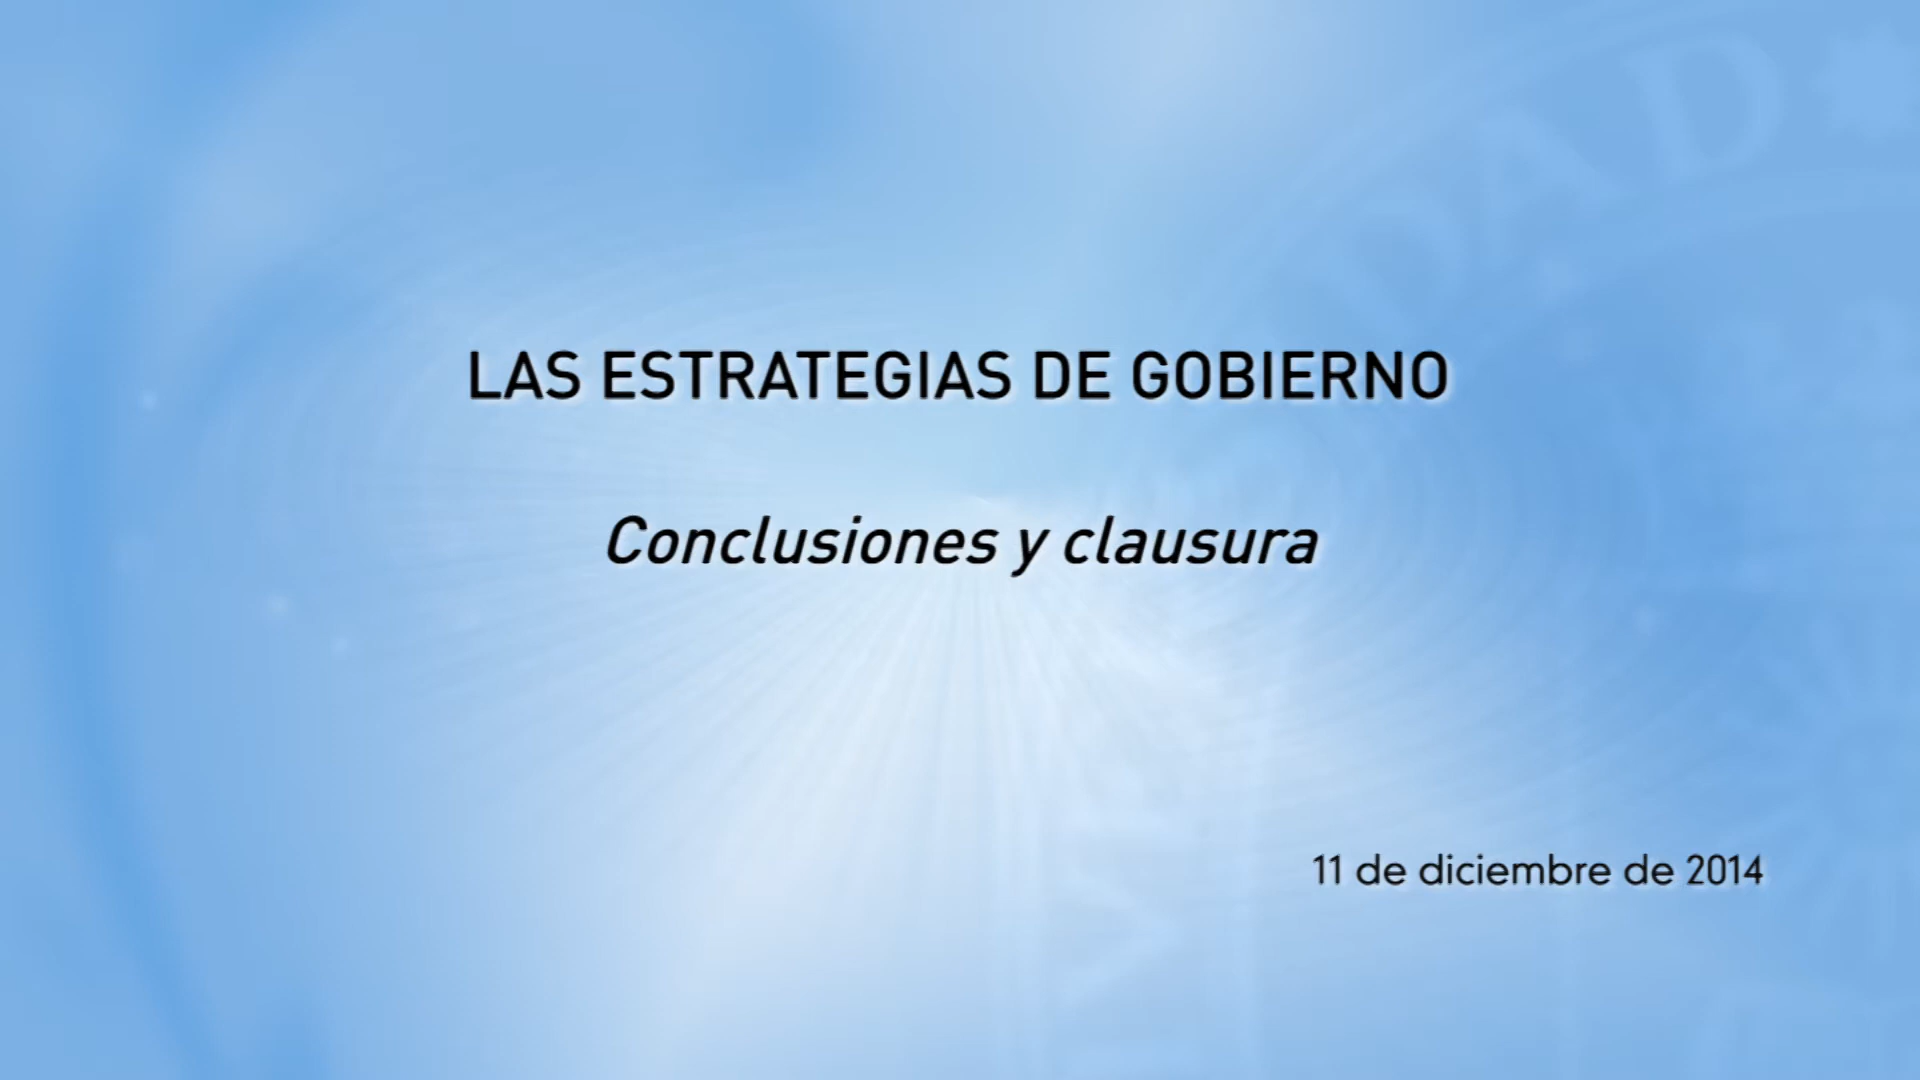 LAS ESTRATEGIAS DE GOBIERNO
Conclusiones y clausura
11 de diciembre de 2014